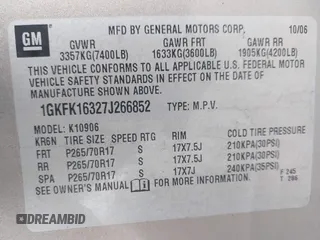 GM
MFD BY GENERAL MOTORS CORP. 10/06
GVWR GAWR FRT GAWR RR
3357KG(7400LB) 1633KG(3600LB) 1905KG(4200LB)
THIS VEHICLE CONFORMS TO ALL APPLICABLE U.S. FEDERAL MOTOR
VEHICLE SAFETY STANDARDS IN EFFECT ON THE DATE OF
MANUFACTURE SHOWN ABOVE.
1GKFK16327J266852 TYPE: M.P.V.
MODEL: K10906
KR6N TIRE SIZE SPEED RTG RIM COLD TIRE PRESSURE
FRT P265/70R17 S 17X7.5J 210KPA(30PSI)
RR P265/70R17 S 17X7.5J 210KPA(30PSI)
SPA P265/70R17 S 17X7J 240KPA(35PSI)
SEE OWNER'S MANUAL
F 245
T: 286
DREAMBID